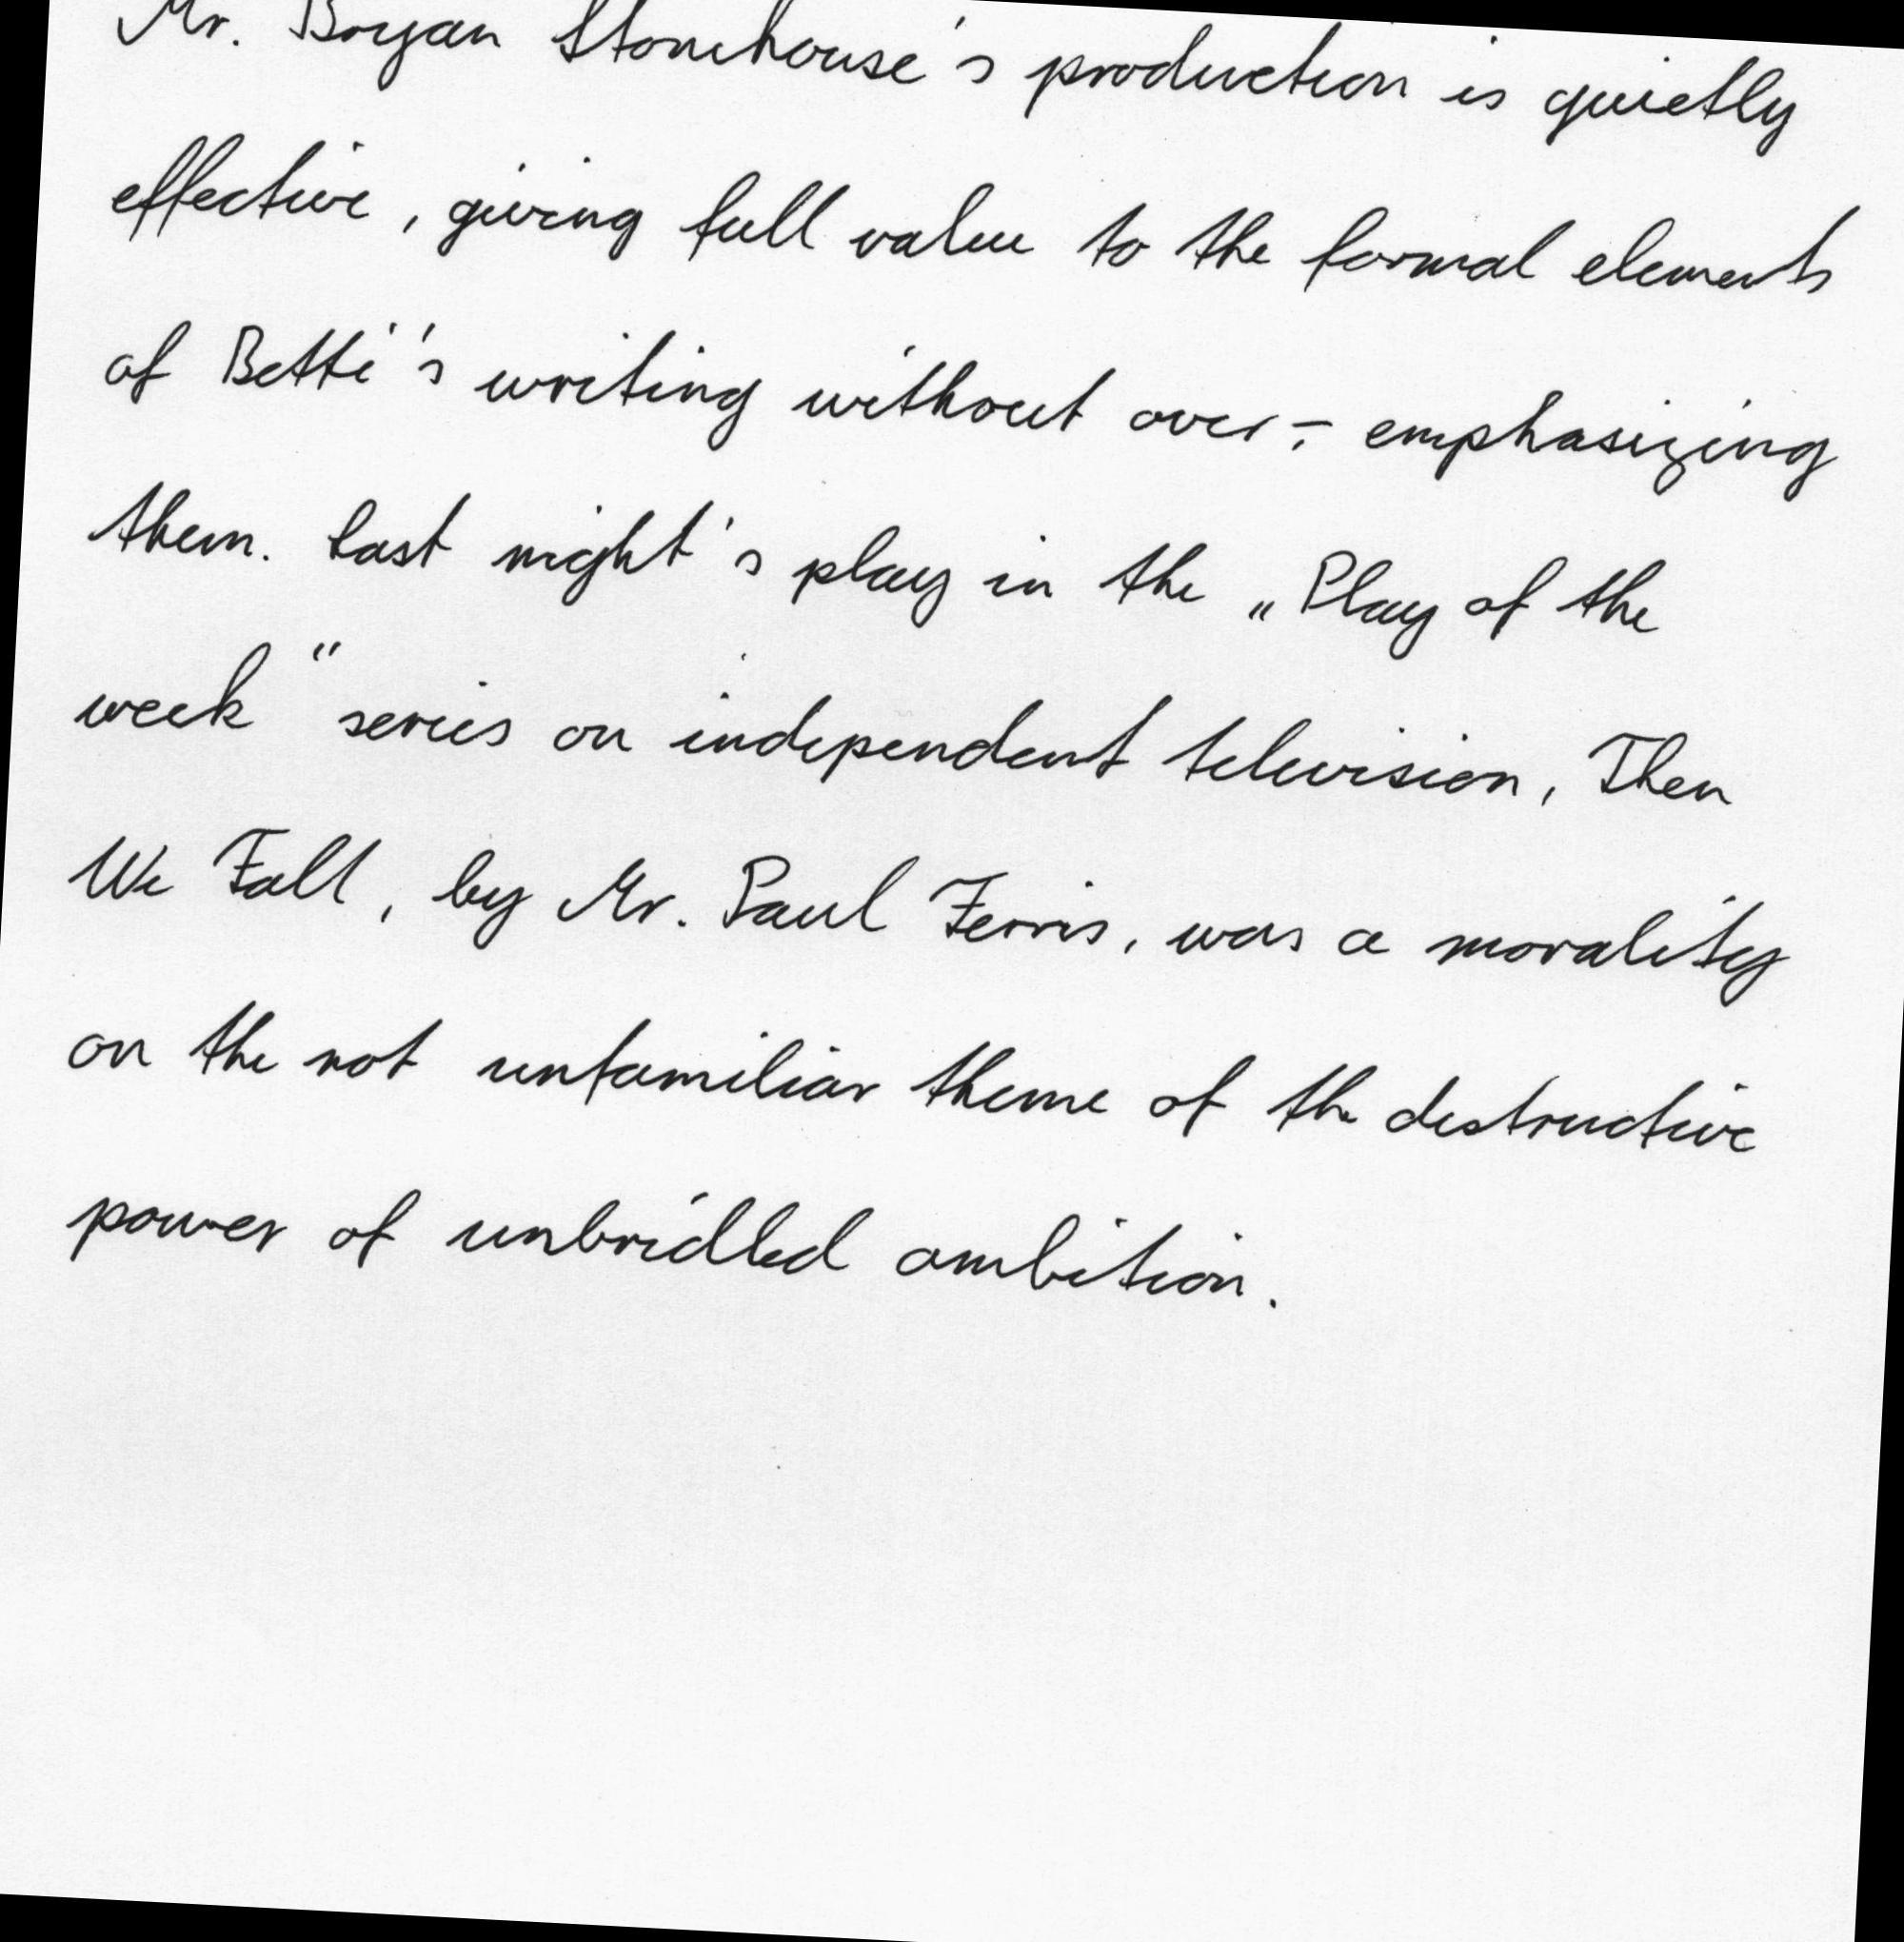 Mr. Bryan Stonehouse's production is quietly
effective, giving full value to the formal elements
of Betti's writing without over-emphasizing
them. Last night's play in the „Play of the
week" series on independent television, Then
We Fall, by Mr. Paul Ferris, was a morality
on the not unfamiliar theme of the destructive
power of unbridled ambition.